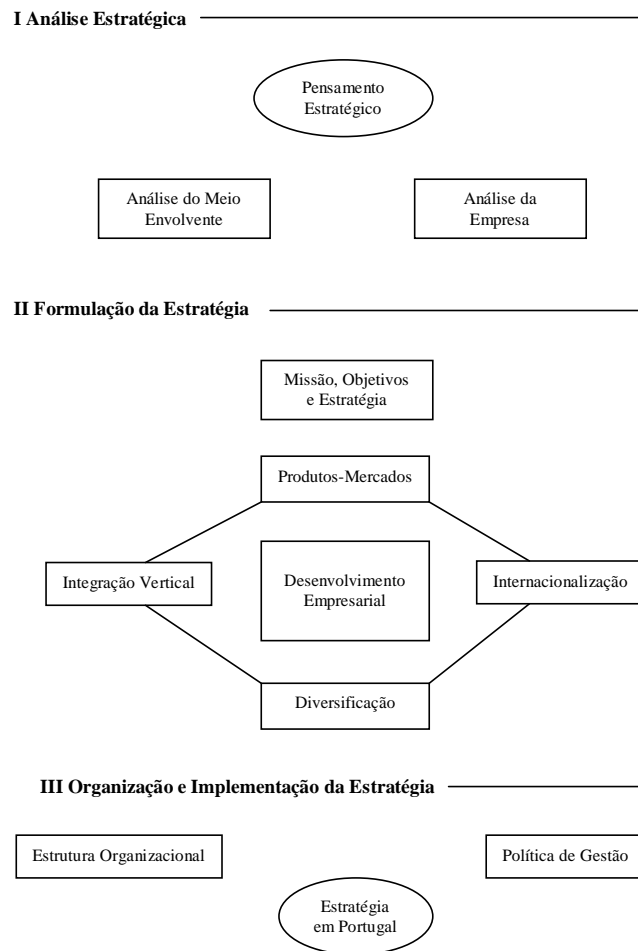 I Análise Estratégica
Pensamento
Estratégico
Análise do Meio
Envolvente
Análise da
Empresa
II Formulação da Estratégia
Missão, Objetivos
e Estratégia
Produtos-Mercados
Integração Vertical
Desenvolvimento
Empresarial
Internacionalização
Diversificação
III Organização e Implementação da Estratégia
Estrutura Organizacional
Política de Gestão
Estratégia
em Portugal